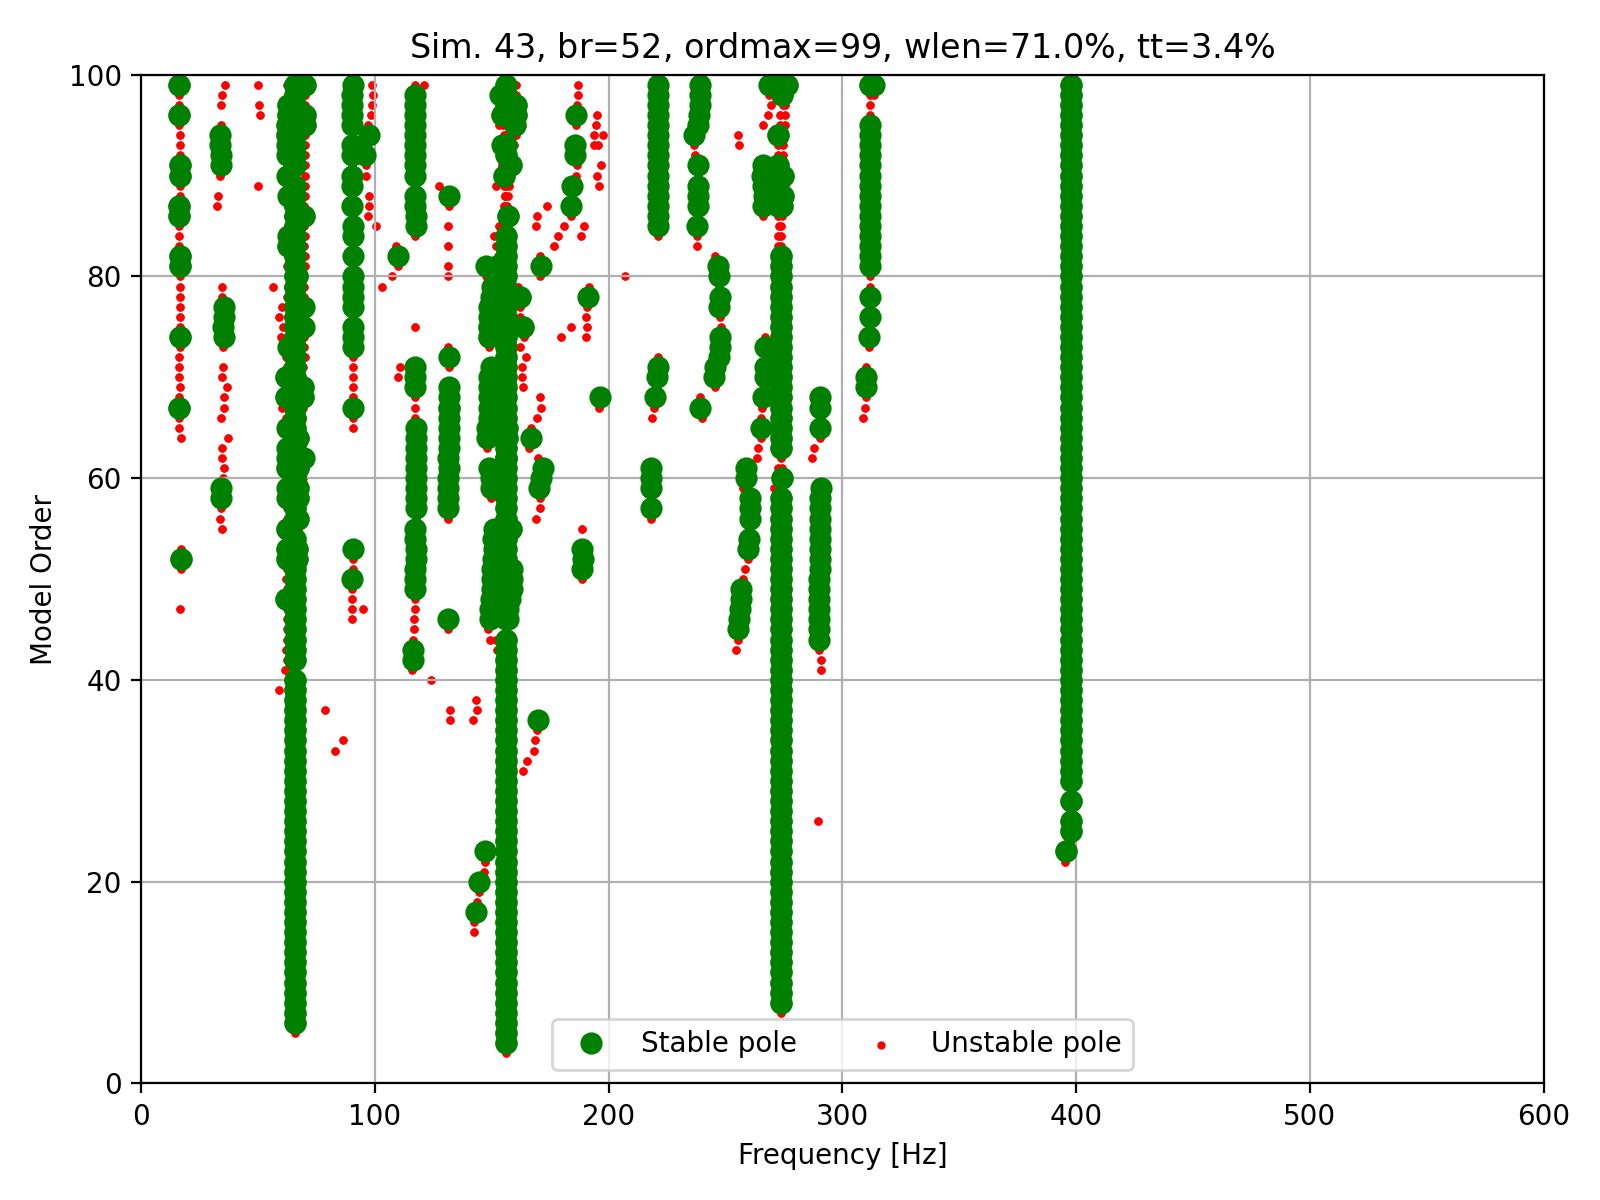 Sim. 43, br=52, ordmax=99, wlen=71.0%, tt=3.4%
100
80
60
40
20
0
Model Order
Stable pole
Unstable pole
0 100 200 300 400 500 600
Frequency [Hz]